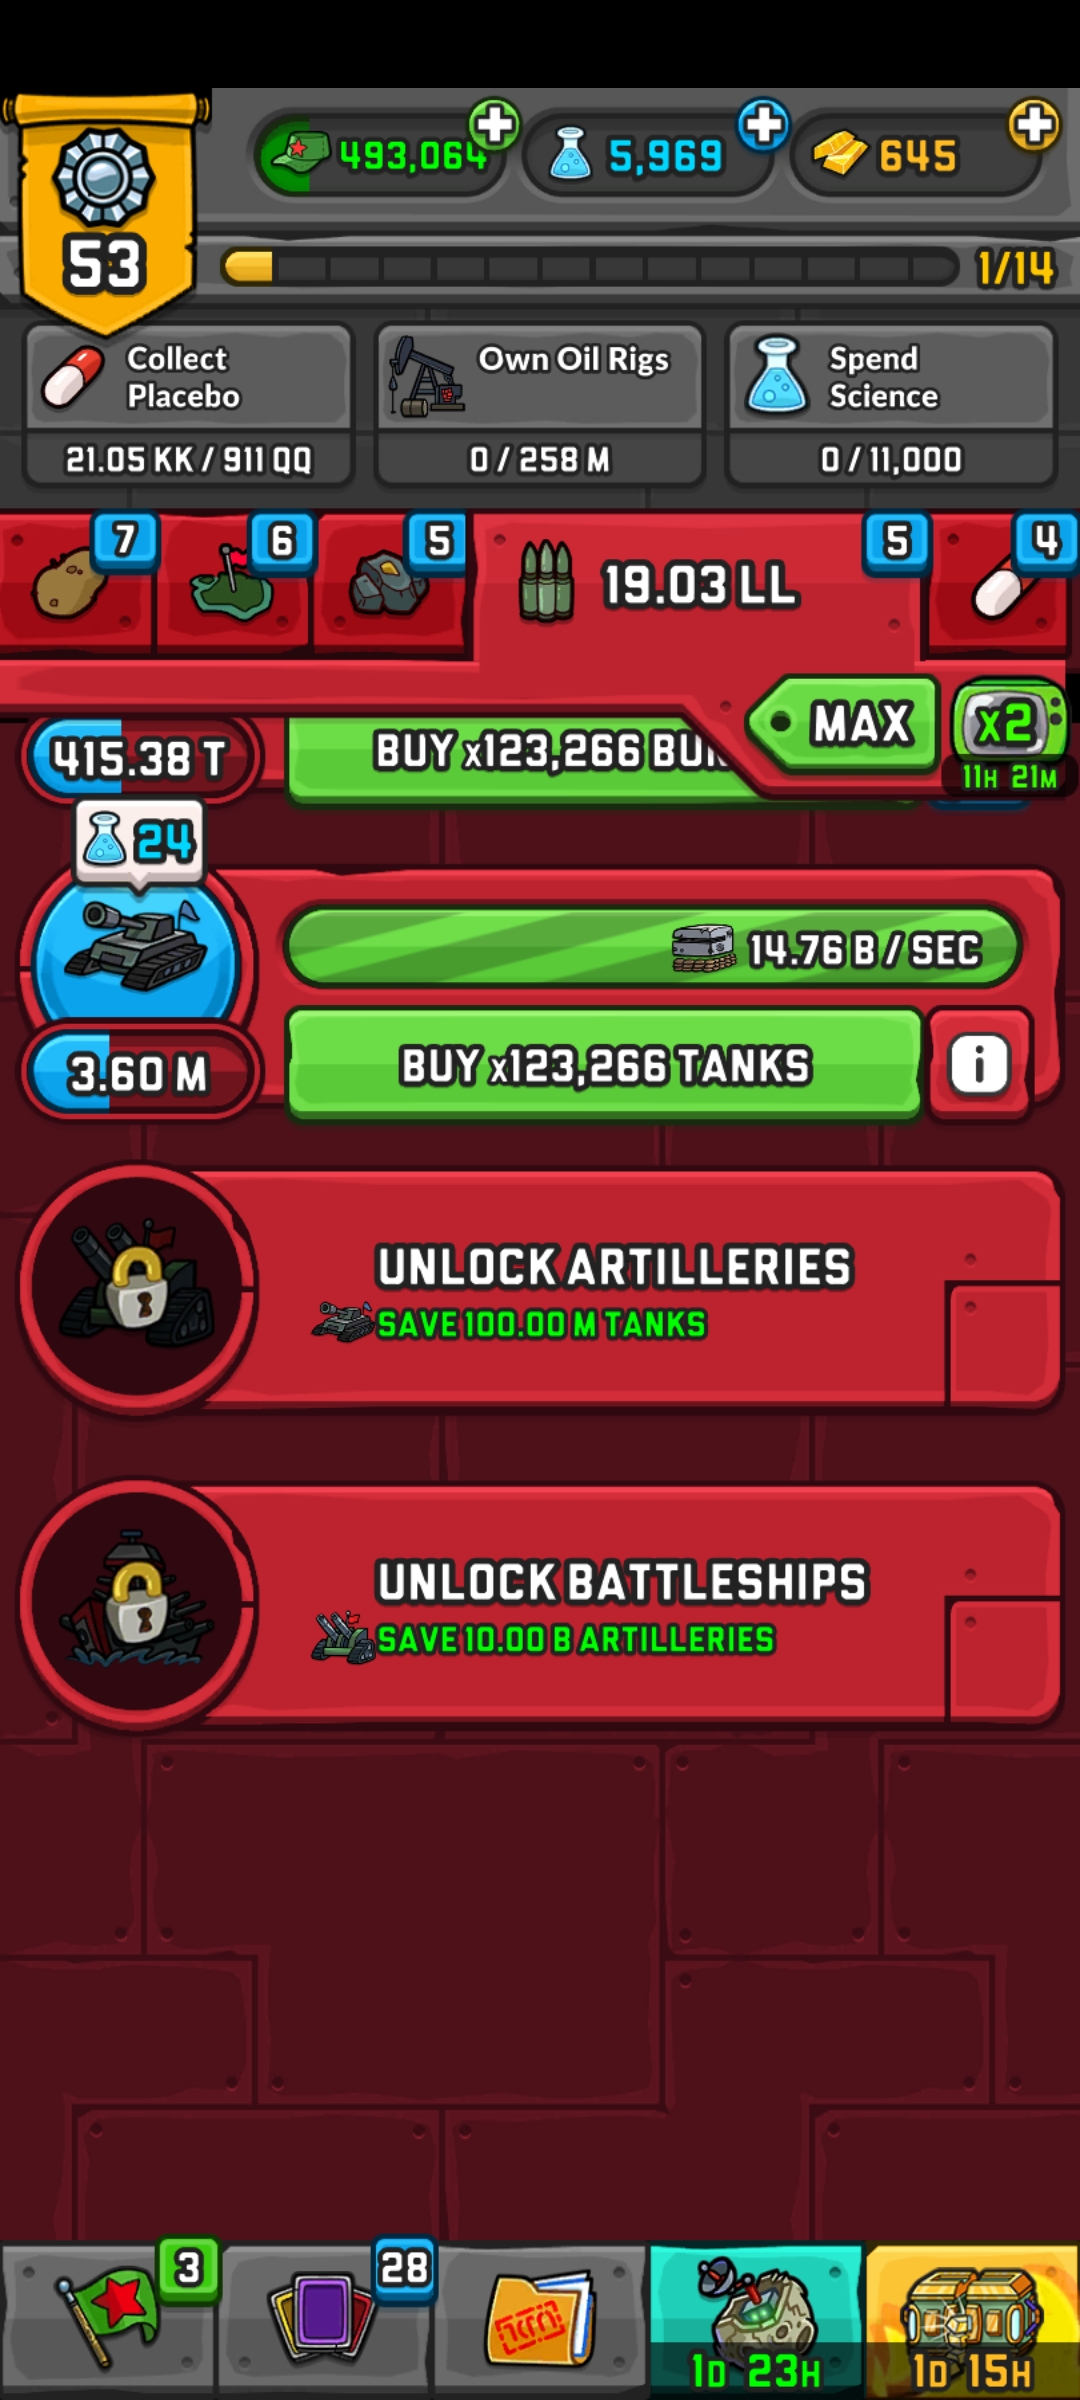 493,064
5,969
645
53
1/14
Collect
Placebo
Own Oil Rigs
Spend
Science
21.05 KK / 911 QQ
0 / 258 M
0 / 11,000
7
6
5
19.03 LL
5
4
MAX
x2
11H 21M
415.38 T
BUY x123,266
24
14.76 B / SEC
3.60 M
BUY x123,266 TANKS
i
UNLOCK ARTILLERIES
SAVE 100.00 M TANKS
UNLOCK BATTLESHIPS
SAVE 10.00 B ARTILLERIES
3
28
1D 23H
1D 15H